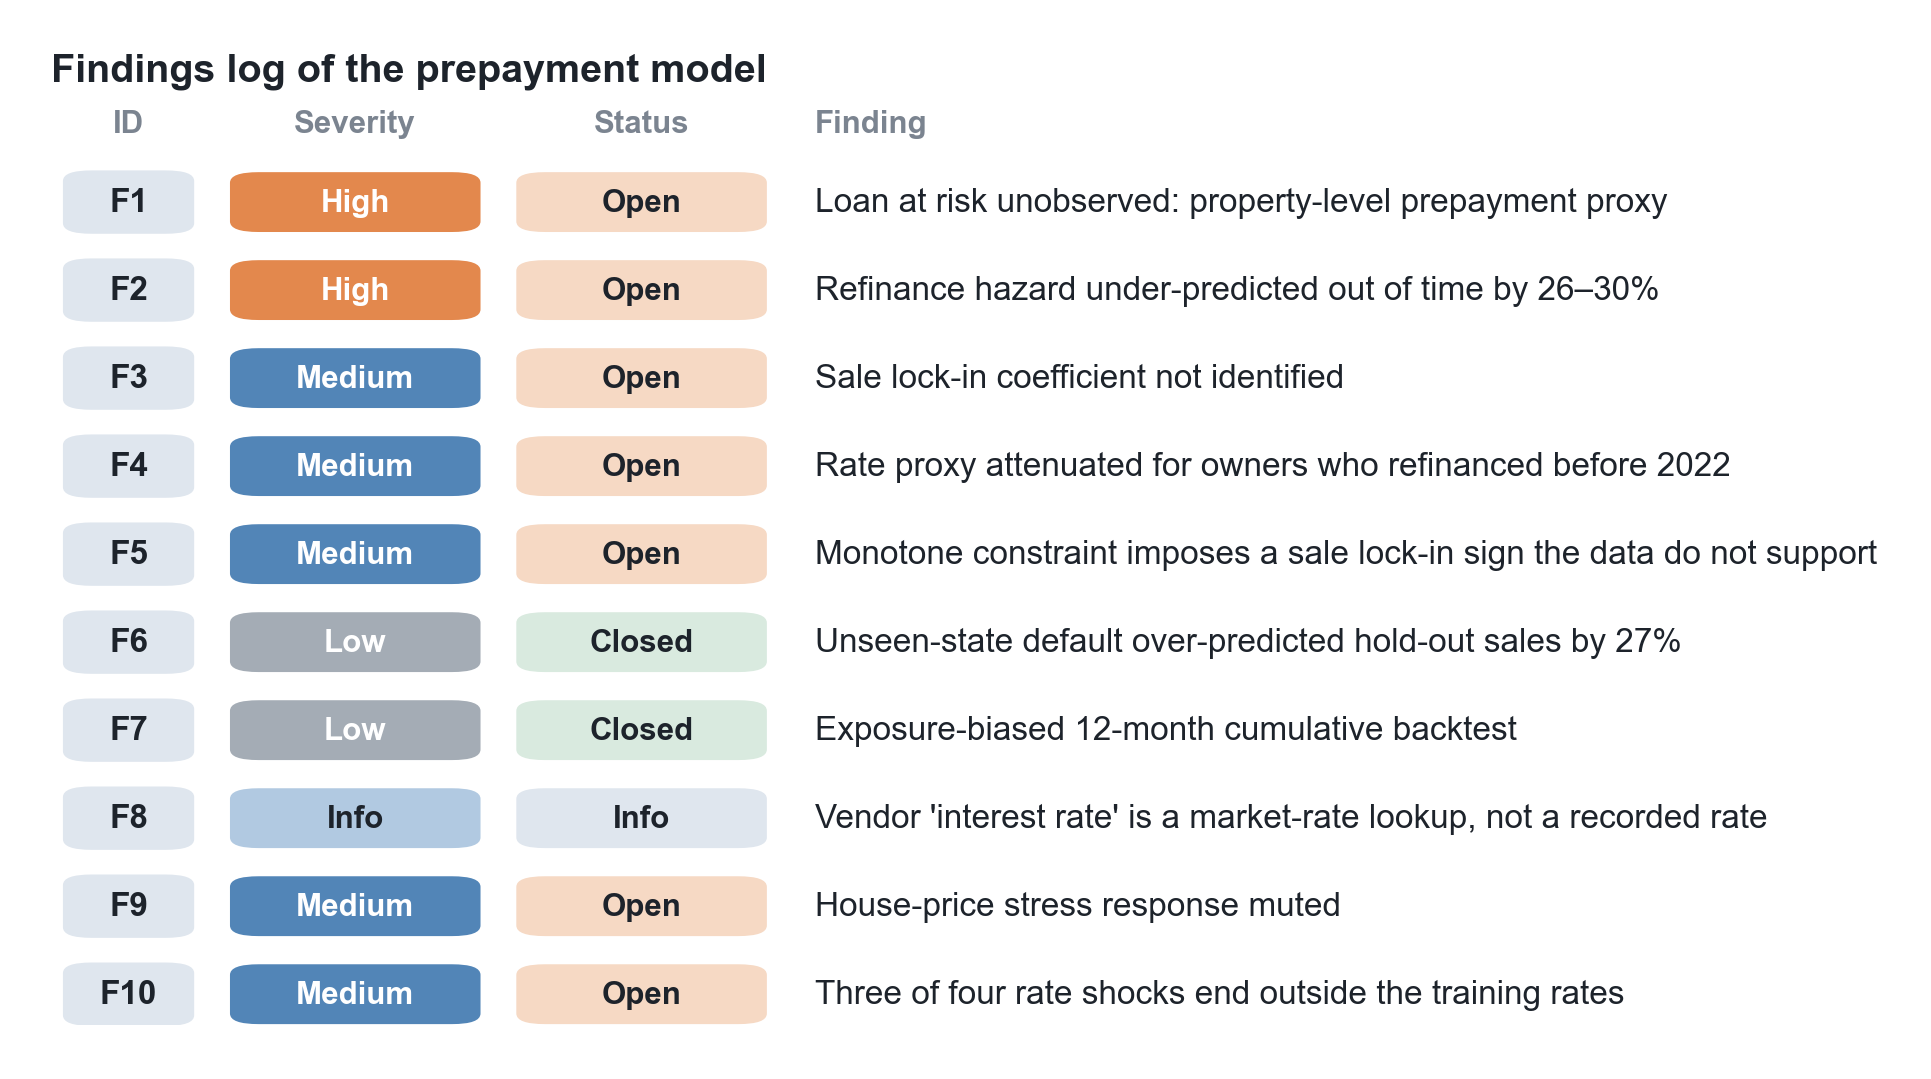 Findings log of the prepayment model
ID Severity Status Finding
F1 High Open Loan at risk unobserved: property-level prepayment proxy
F2 High Open Refinance hazard under-predicted out of time by 26–30%
F3 Medium Open Sale lock-in coefficient not identified
F4 Medium Open Rate proxy attenuated for owners who refinanced before 2022
F5 Medium Open Monotone constraint imposes a sale lock-in sign the data do not support
F6 Low Closed Unseen-state default over-predicted hold-out sales by 27%
F7 Low Closed Exposure-biased 12-month cumulative backtest
F8 Info Info Vendor 'interest rate' is a market-rate lookup, not a recorded rate
F9 Medium Open House-price stress response muted
F10 Medium Open Three of four rate shocks end outside the training rates